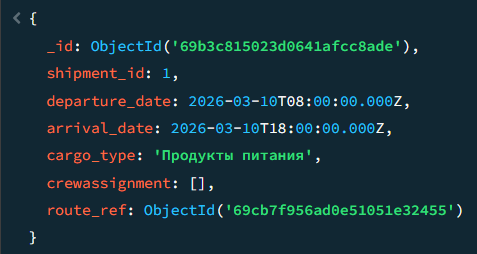 {
_id: ObjectId('69b3c815023d0641afcc8ade'),
shipment_id: 1,
departure_date: 2026-03-10T08:00:00.000Z,
arrival_date: 2026-03-10T18:00:00.000Z,
cargo_type: 'Продукты питания',
crewassignment: [],
route_ref: ObjectId('69cb7f956ad0e51051e32455')
}